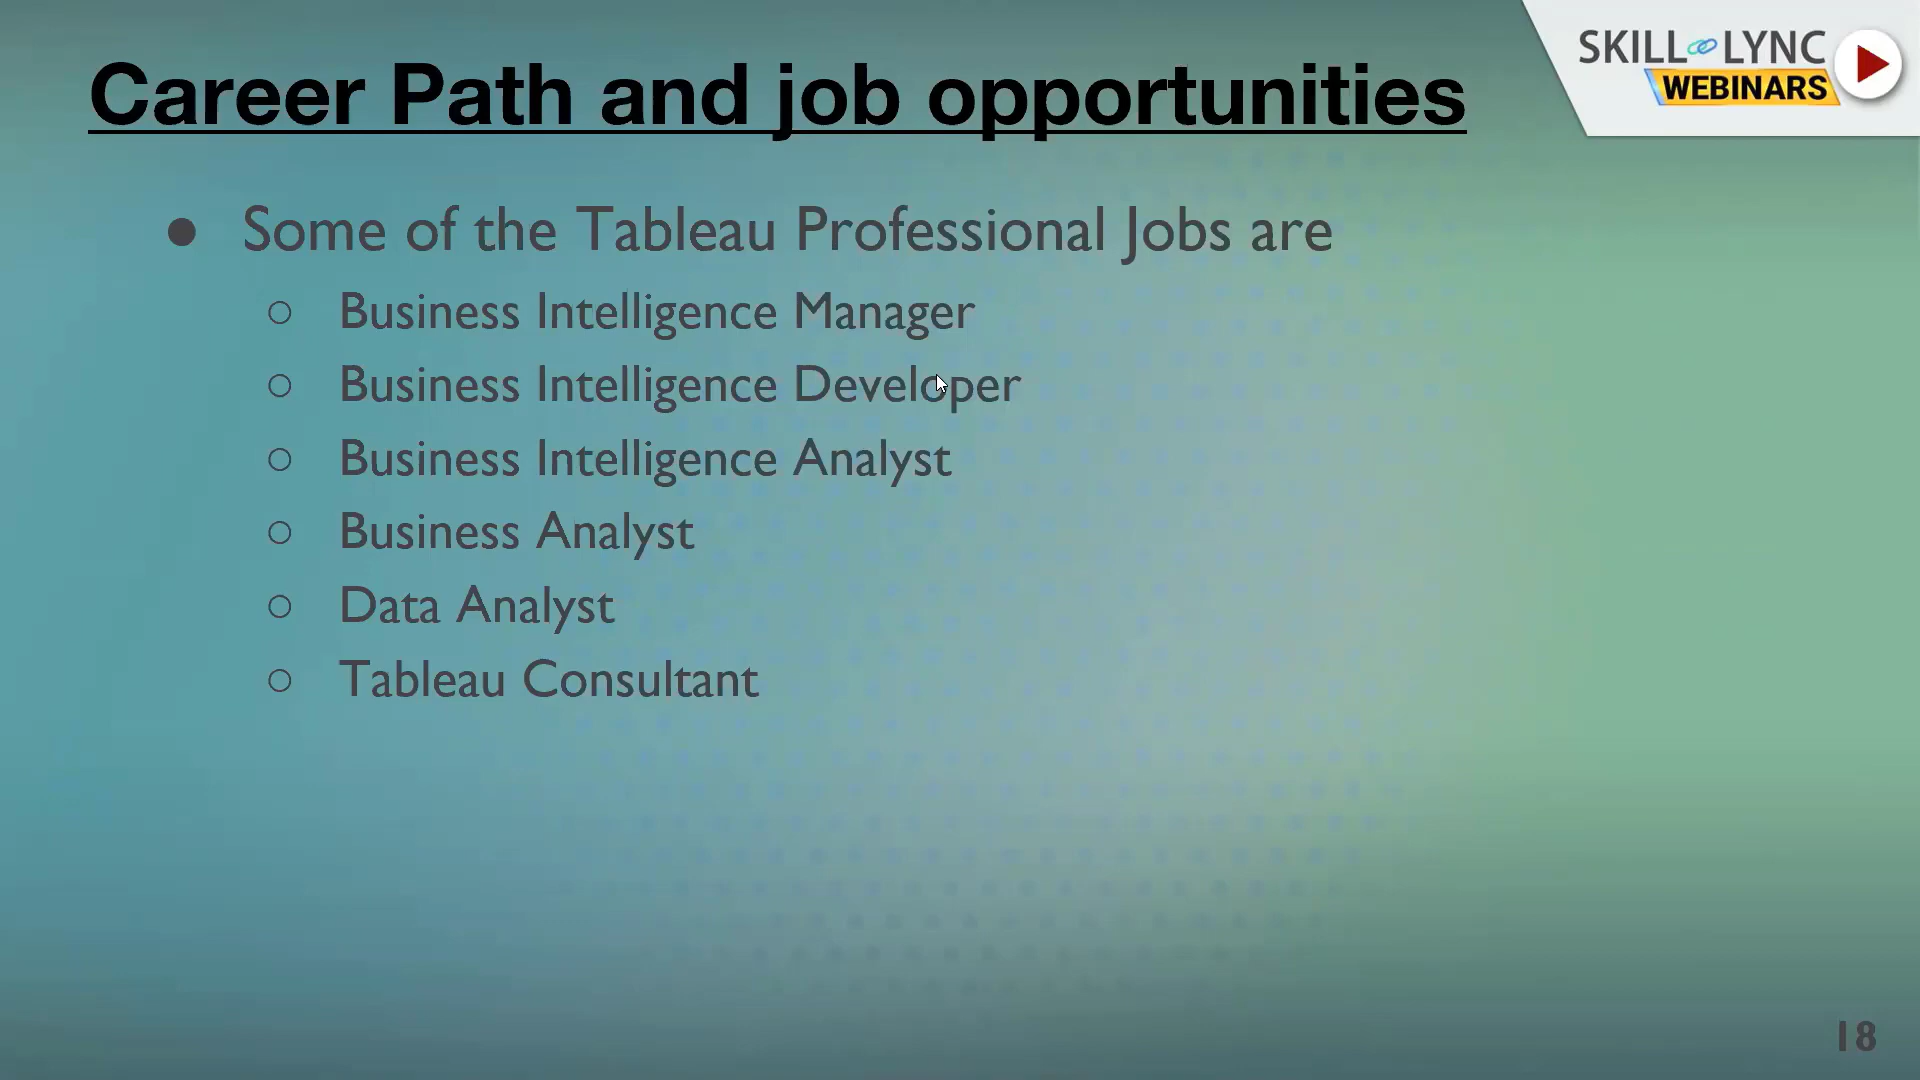 Career Path and job opportunities
SKILL LYNC
WEBINARS
● Some of the Tableau Professional Jobs are
○ Business Intelligence Manager
○ Business Intelligence Developer
○ Business Intelligence Analyst
○ Business Analyst
○ Data Analyst
○ Tableau Consultant
18